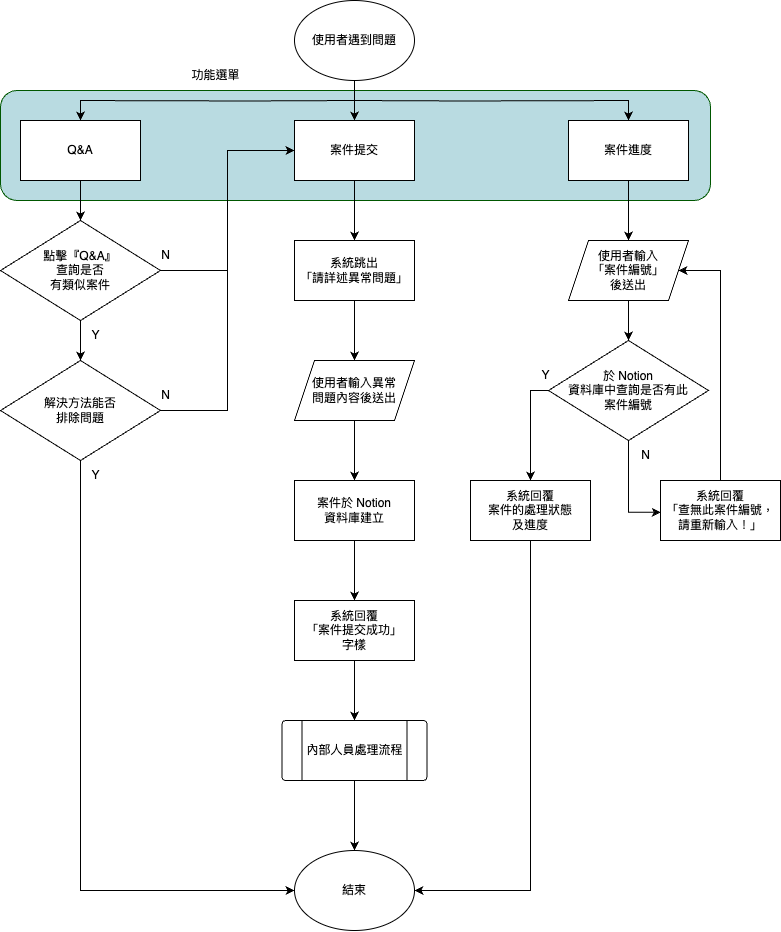 使用者遇到問題
功能選單
Q&A
案件提交
案件進度
點擊『Q&A』
查詢是否
有類似案件
N
Y
解決方法能否
排除問題
N
Y
系統跳出
「請詳述異常問題」
使用者輸入異常
問題內容後送出
案件於 Notion
資料庫建立
系統回覆
「案件提交成功」
字樣
內部人員處理流程
使用者輸入
「案件編號」
後送出
於 Notion
資料庫中查詢是否有此
案件編號
Y
N
系統回覆
案件的處理狀態
及進度
系統回覆
「查無此案件編號，
請重新輸入！」
結束